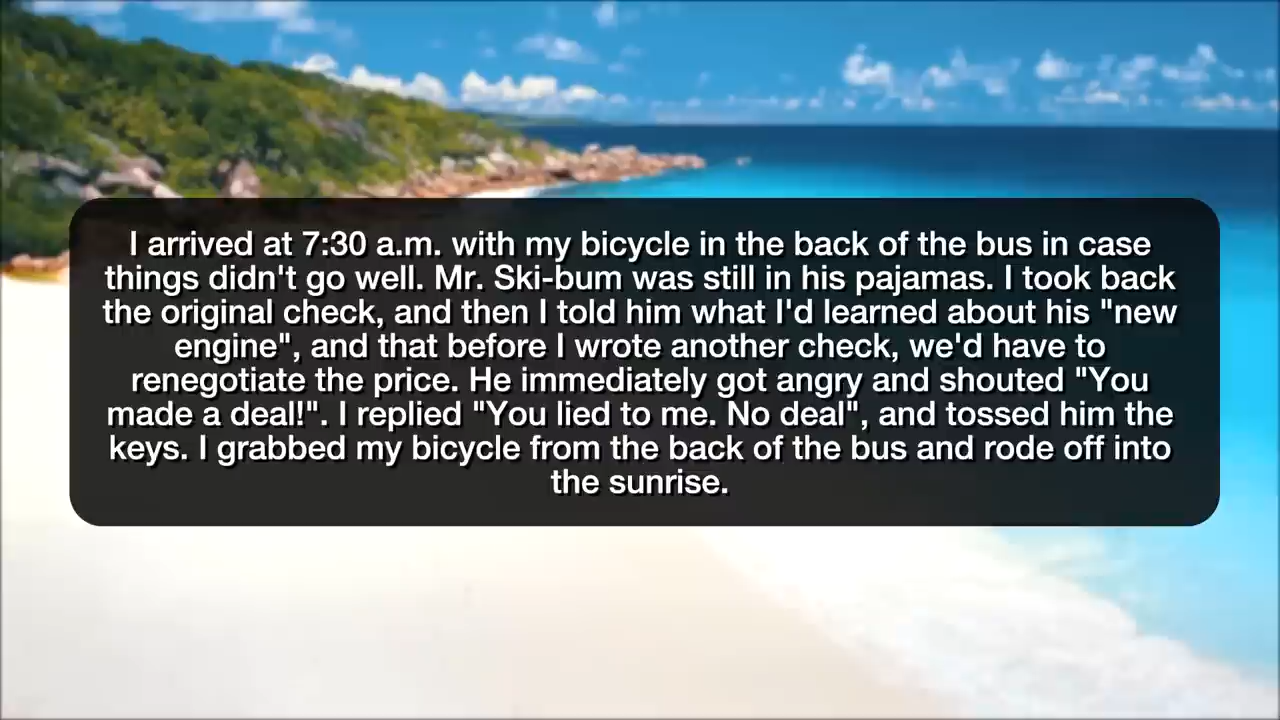 I arrived at 7:30 a.m. with my bicycle in the back of the bus in case
things didn't go well. Mr. Ski-bum was still in his pajamas. I took back
the original check, and then I told him what I'd learned about his "new
engine", and that before I wrote another check, we'd have to
renegotiate the price. He immediately got angry and shouted "You
made a deal!". I replied "You lied to me. No deal", and tossed him the
keys. I grabbed my bicycle from the back of the bus and rode off into
the sunrise.